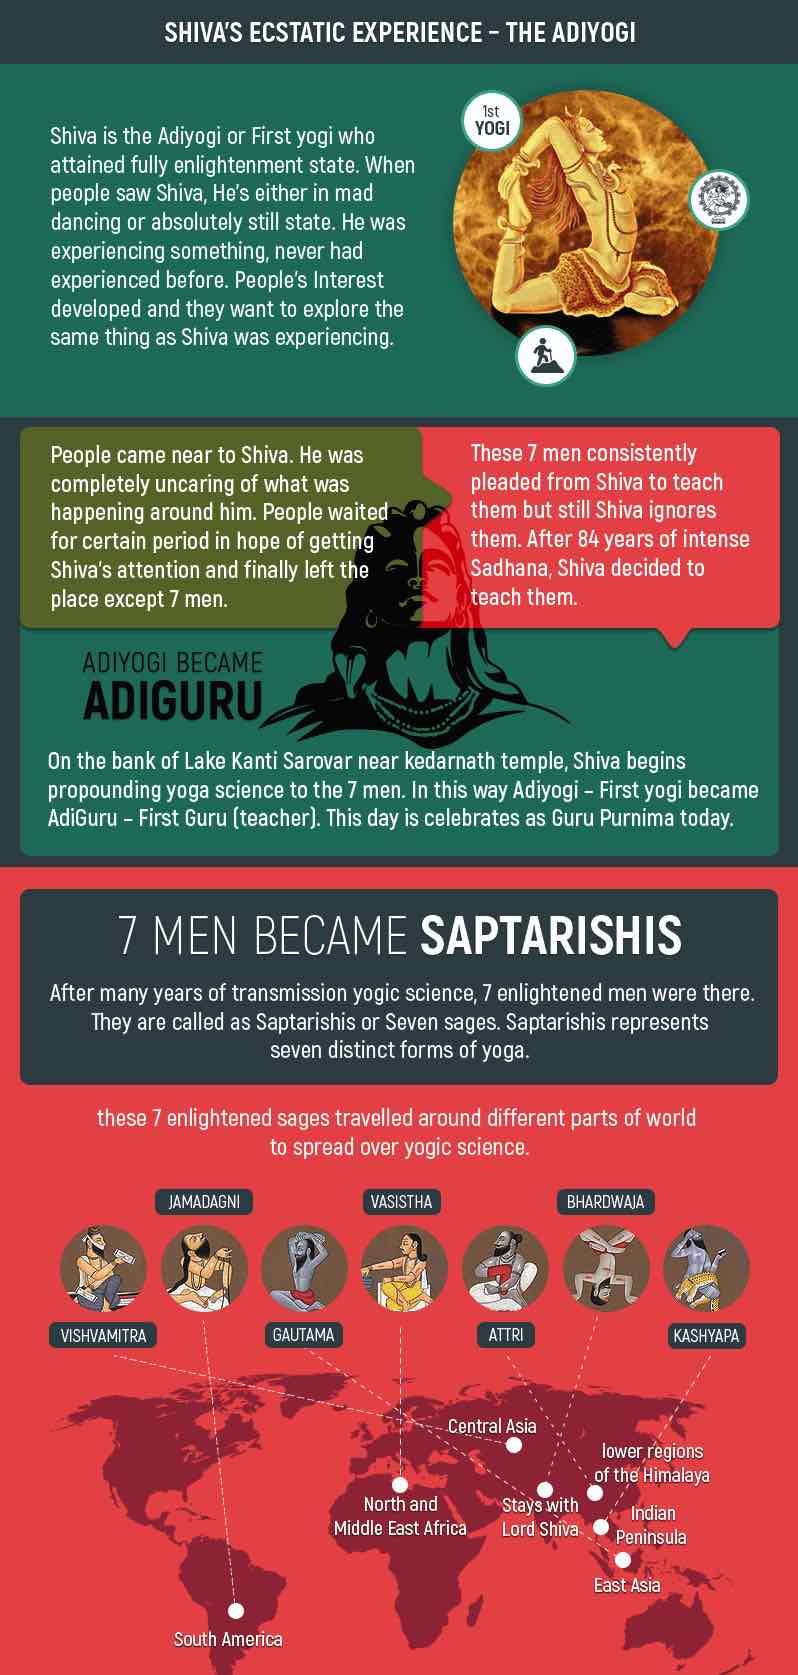 SHIVA'S ECSTATIC EXPERIENCE – THE ADIYOGI
Shiva is the Adiyogi or First yogi who
attained fully enlightenment state. When
people saw Shiva, He's either in mad
dancing or absolutely still state. He was
experiencing something, never had
experienced before. People's Interest
developed and they want to explore the
same thing as Shiva was experiencing.
1st
YOGI
People came near to Shiva. He was
completely uncaring of what was
happening around him. People waited
for certain period in hope of getting
Shiva's attention and finally left the
place except 7 men.
These 7 men consistently
pleaded from Shiva to teach
them but still Shiva ignores
them. After 84 years of intense
Sadhana, Shiva decided to
teach them.
ADIYOGI BECAME
ADIGURU
On the bank of Lake Kanti Sarovar near kedarnath temple, Shiva begins
propounding yoga science to the 7 men. In this way Adiyogi – First yogi became
AdiGuru – First Guru (teacher). This day is celebrates as Guru Purnima today.
7 MEN BECAME SAPTARISHIS
After many years of transmission yogic science, 7 enlightened men were there.
They are called as Saptarishis or Seven sages. Saptarishis represents
seven distinct forms of yoga.
these 7 enlightened sages travelled around different parts of world
to spread over yogic science.
JAMADAGNI
VASISTHA
BHARDWAJA
VISHVAMITRA
GAUTAMA
ATTRI
KASHYAPA
Central Asia
lower regions
of the Himalaya
North and
Middle East Africa
Stays with
Lord Shiva
Indian
Peninsula
East Asia
South America